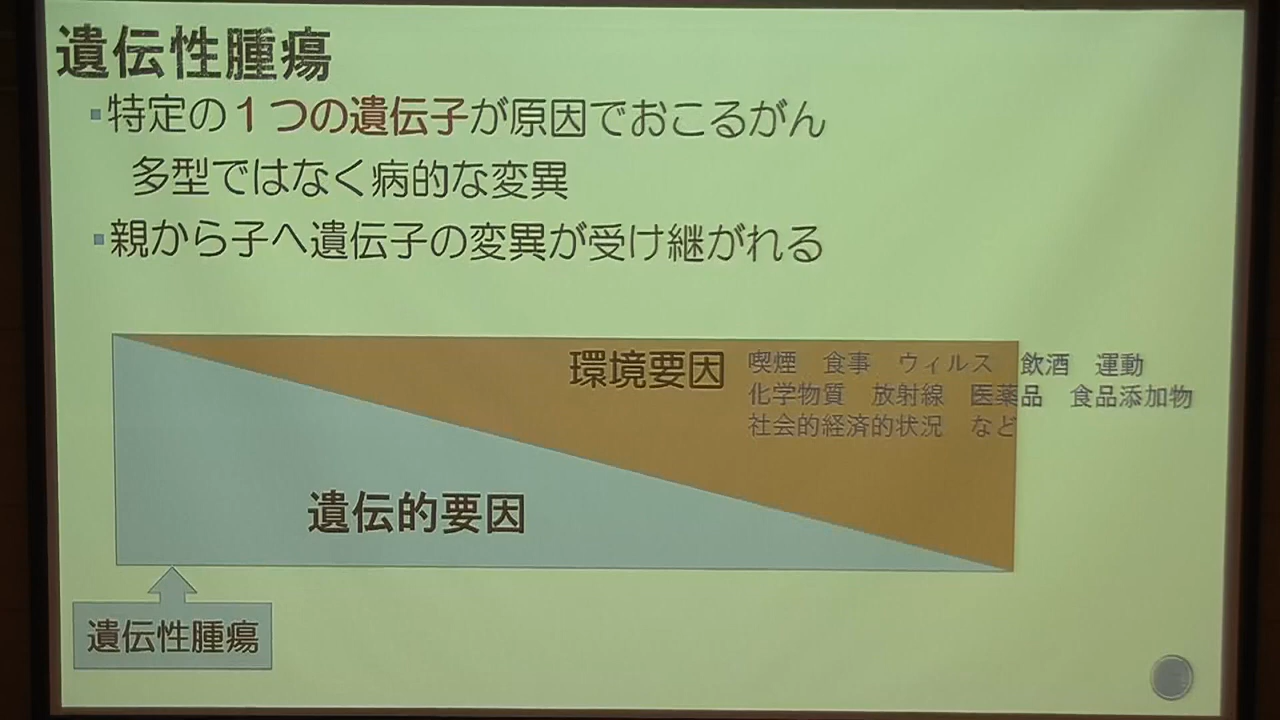 遺伝性腫瘍
▪特定の１つの遺伝子が原因でおこるがん
多型ではなく病的な変異
▪親から子へ遺伝子の変異が受け継がれる
環境要因
喫煙　食事　ウィルス　飲酒　運動
化学物質　放射線　医薬品　食品添加物
社会的経済的状況　など
遺伝的要因
遺伝性腫瘍